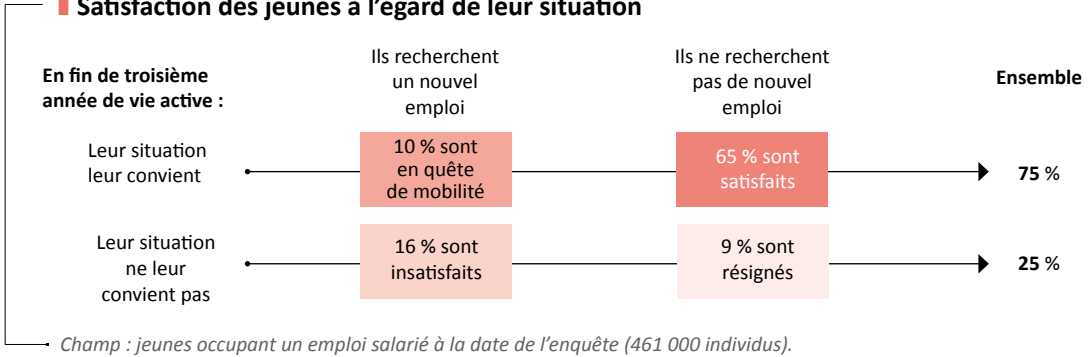 Satisfaction des jeunes à l'égard de leur situation
En fin de troisième
année de vie active :
Ils recherchent
un nouvel
emploi
Ils ne recherchent
pas de nouvel
emploi
Ensemble
Leur situation
leur convient
10 % sont
en quête
de mobilité
65 % sont
satisfaits
75 %
Leur situation
ne leur
convient pas
16 % sont
insatisfaits
9 % sont
résignés
25 %
Champ : jeunes occupant un emploi salarié à la date de l'enquête (461 000 individus).